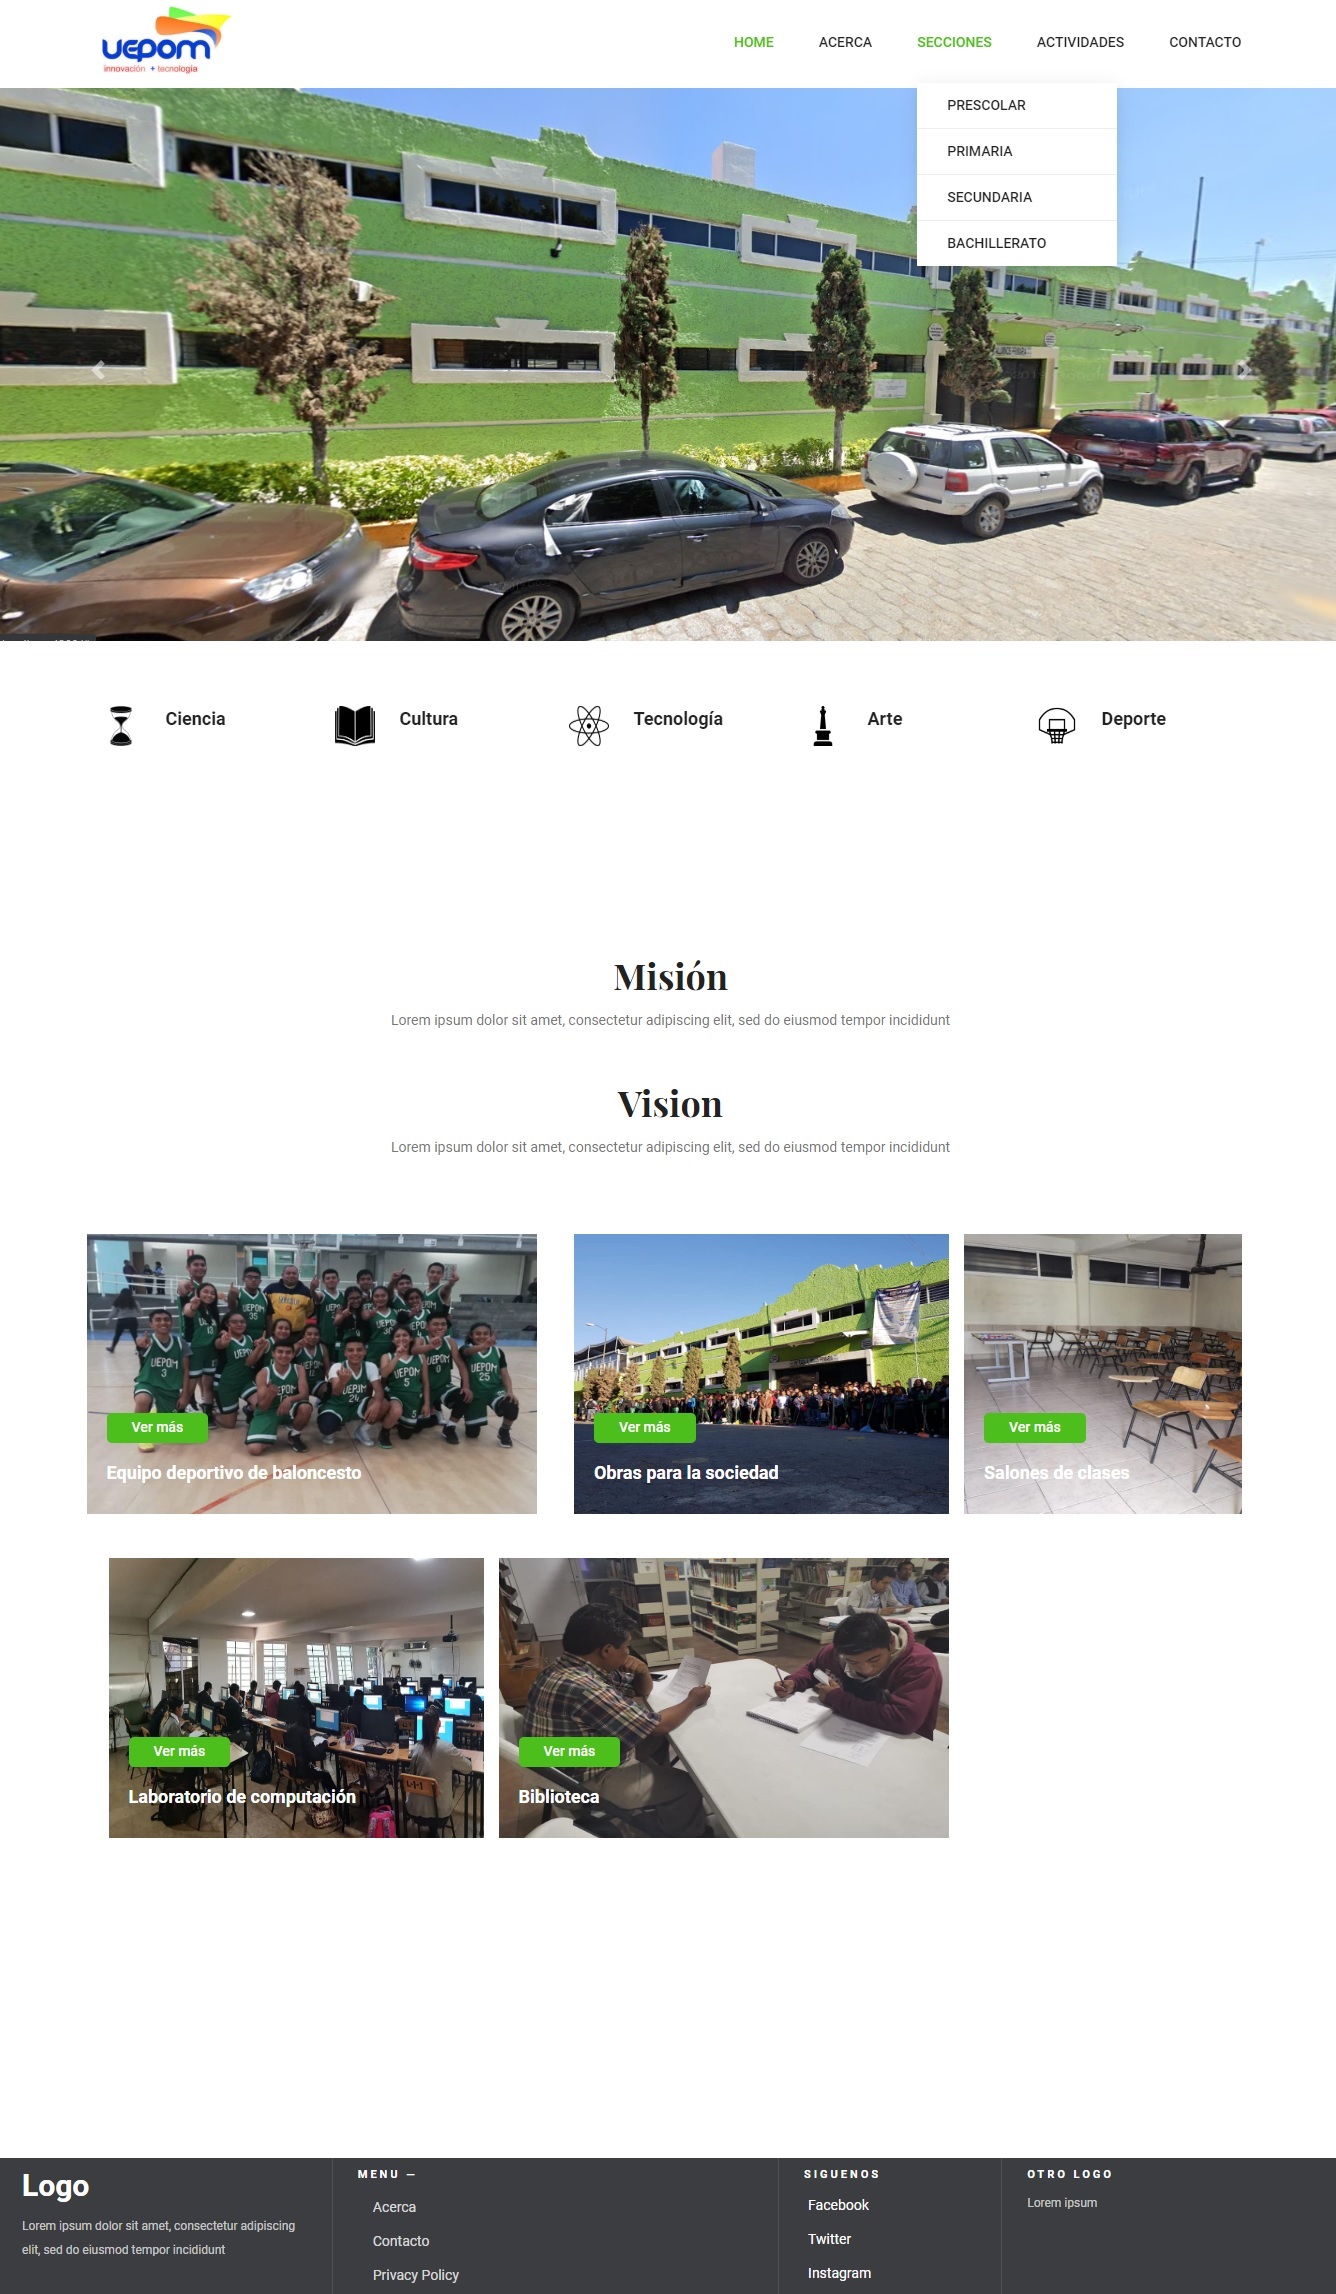 uepom
innovación + tecnología
HOME
ACERCA
SECCIONES
ACTIVIDADES
CONTACTO
PRESCOLAR
PRIMARIA
SECUNDARIA
BACHILLERATO
Ciencia
Cultura
Tecnología
Arte
Deporte
Misión
Lorem ipsum dolor sit amet, consectetur adipiscing elit, sed do eiusmod tempor incididunt
Vision
Lorem ipsum dolor sit amet, consectetur adipiscing elit, sed do eiusmod tempor incididunt
Ver más
Equipo deportivo de baloncesto
Ver más
Obras para la sociedad
Ver más
Salones de clases
Ver más
Laboratorio de computación
Ver más
Biblioteca
Logo
Lorem ipsum dolor sit amet, consectetur adipiscing
elit, sed do eiusmod tempor incididunt
MENU —
Acerca
Contacto
Privacy Policy
SIGUENOS
Facebook
Twitter
Instagram
OTRO LOGO
Lorem ipsum